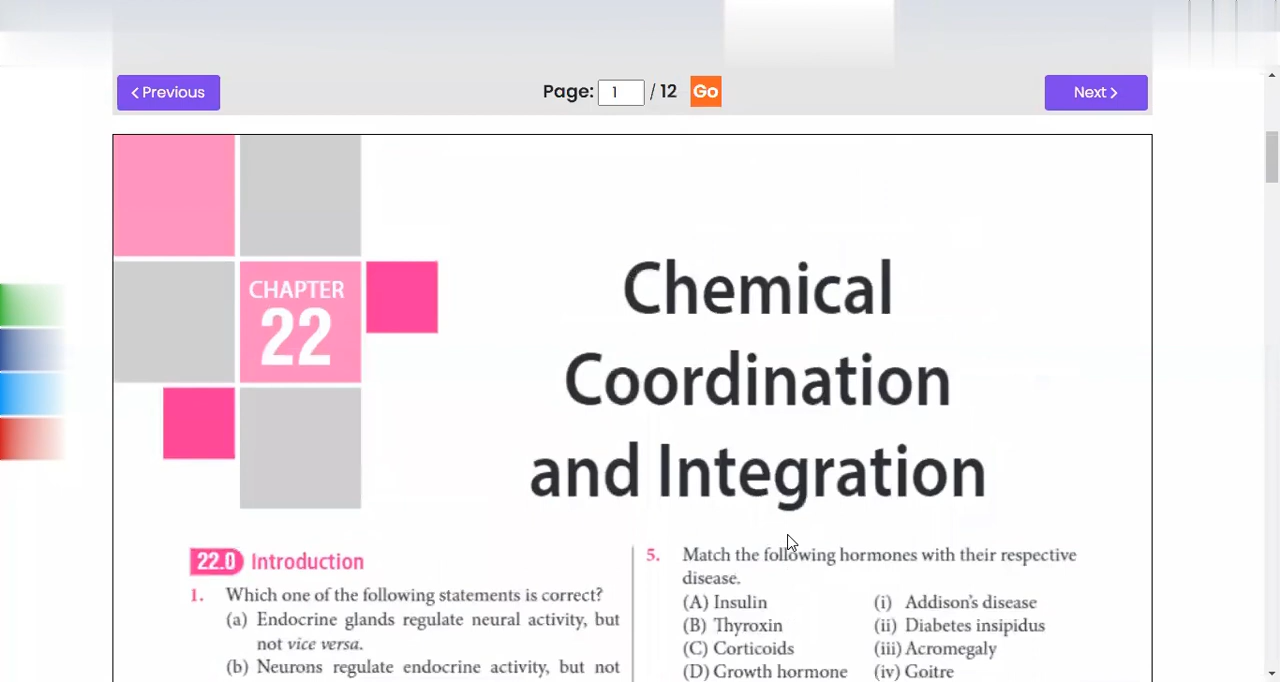 Previous
Page: 1 / 12 Go
Next
CHAPTER
22
Chemical
Coordination
and Integration
22.0 Introduction
1. Which one of the following statements is correct?
(a) Endocrine glands regulate neural activity, but
not vice versa.
(b) Neurons regulate endocrine activity, but not
5. Match the following hormones with their respective
disease.
(A) Insulin (i) Addison's disease
(B) Thyroxin (ii) Diabetes insipidus
(C) Corticoids (iii) Acromegaly
(D) Growth hormone (iv) Goitre